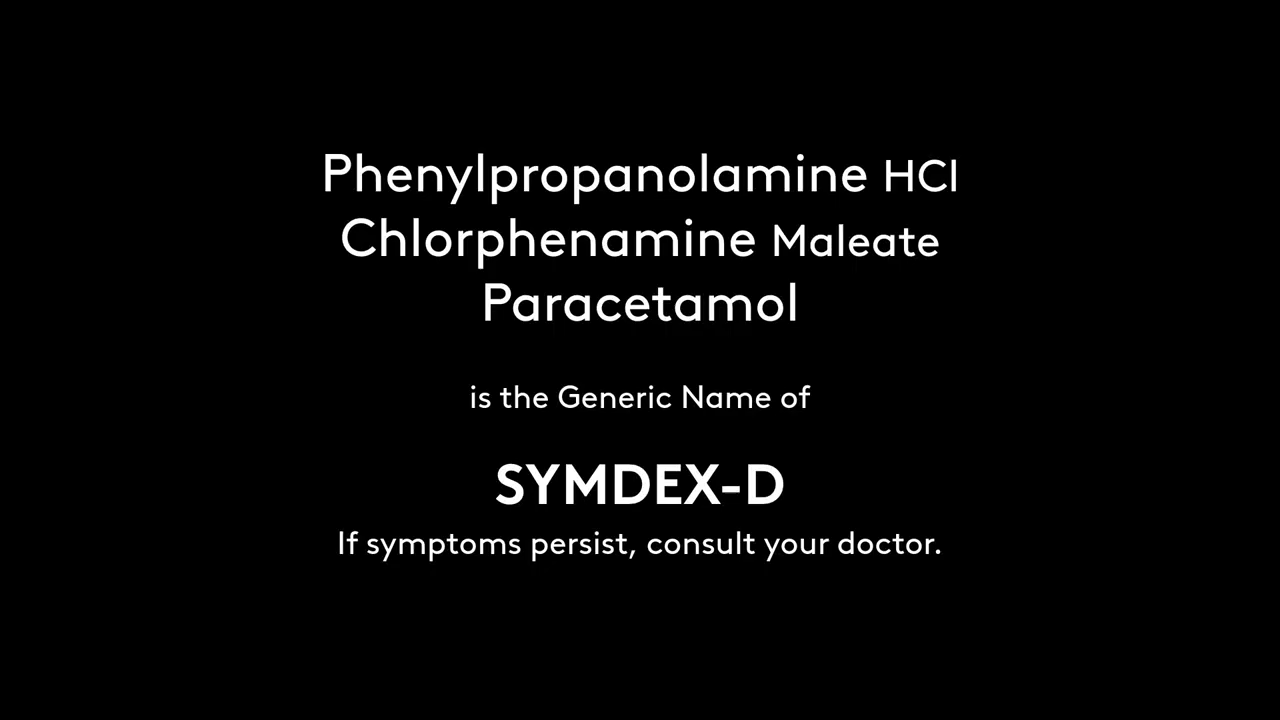 Phenylpropanolamine HCl
Chlorphenamine Maleate
Paracetamol
is the Generic Name of
SYMDEX-D
If symptoms persist, consult your doctor.